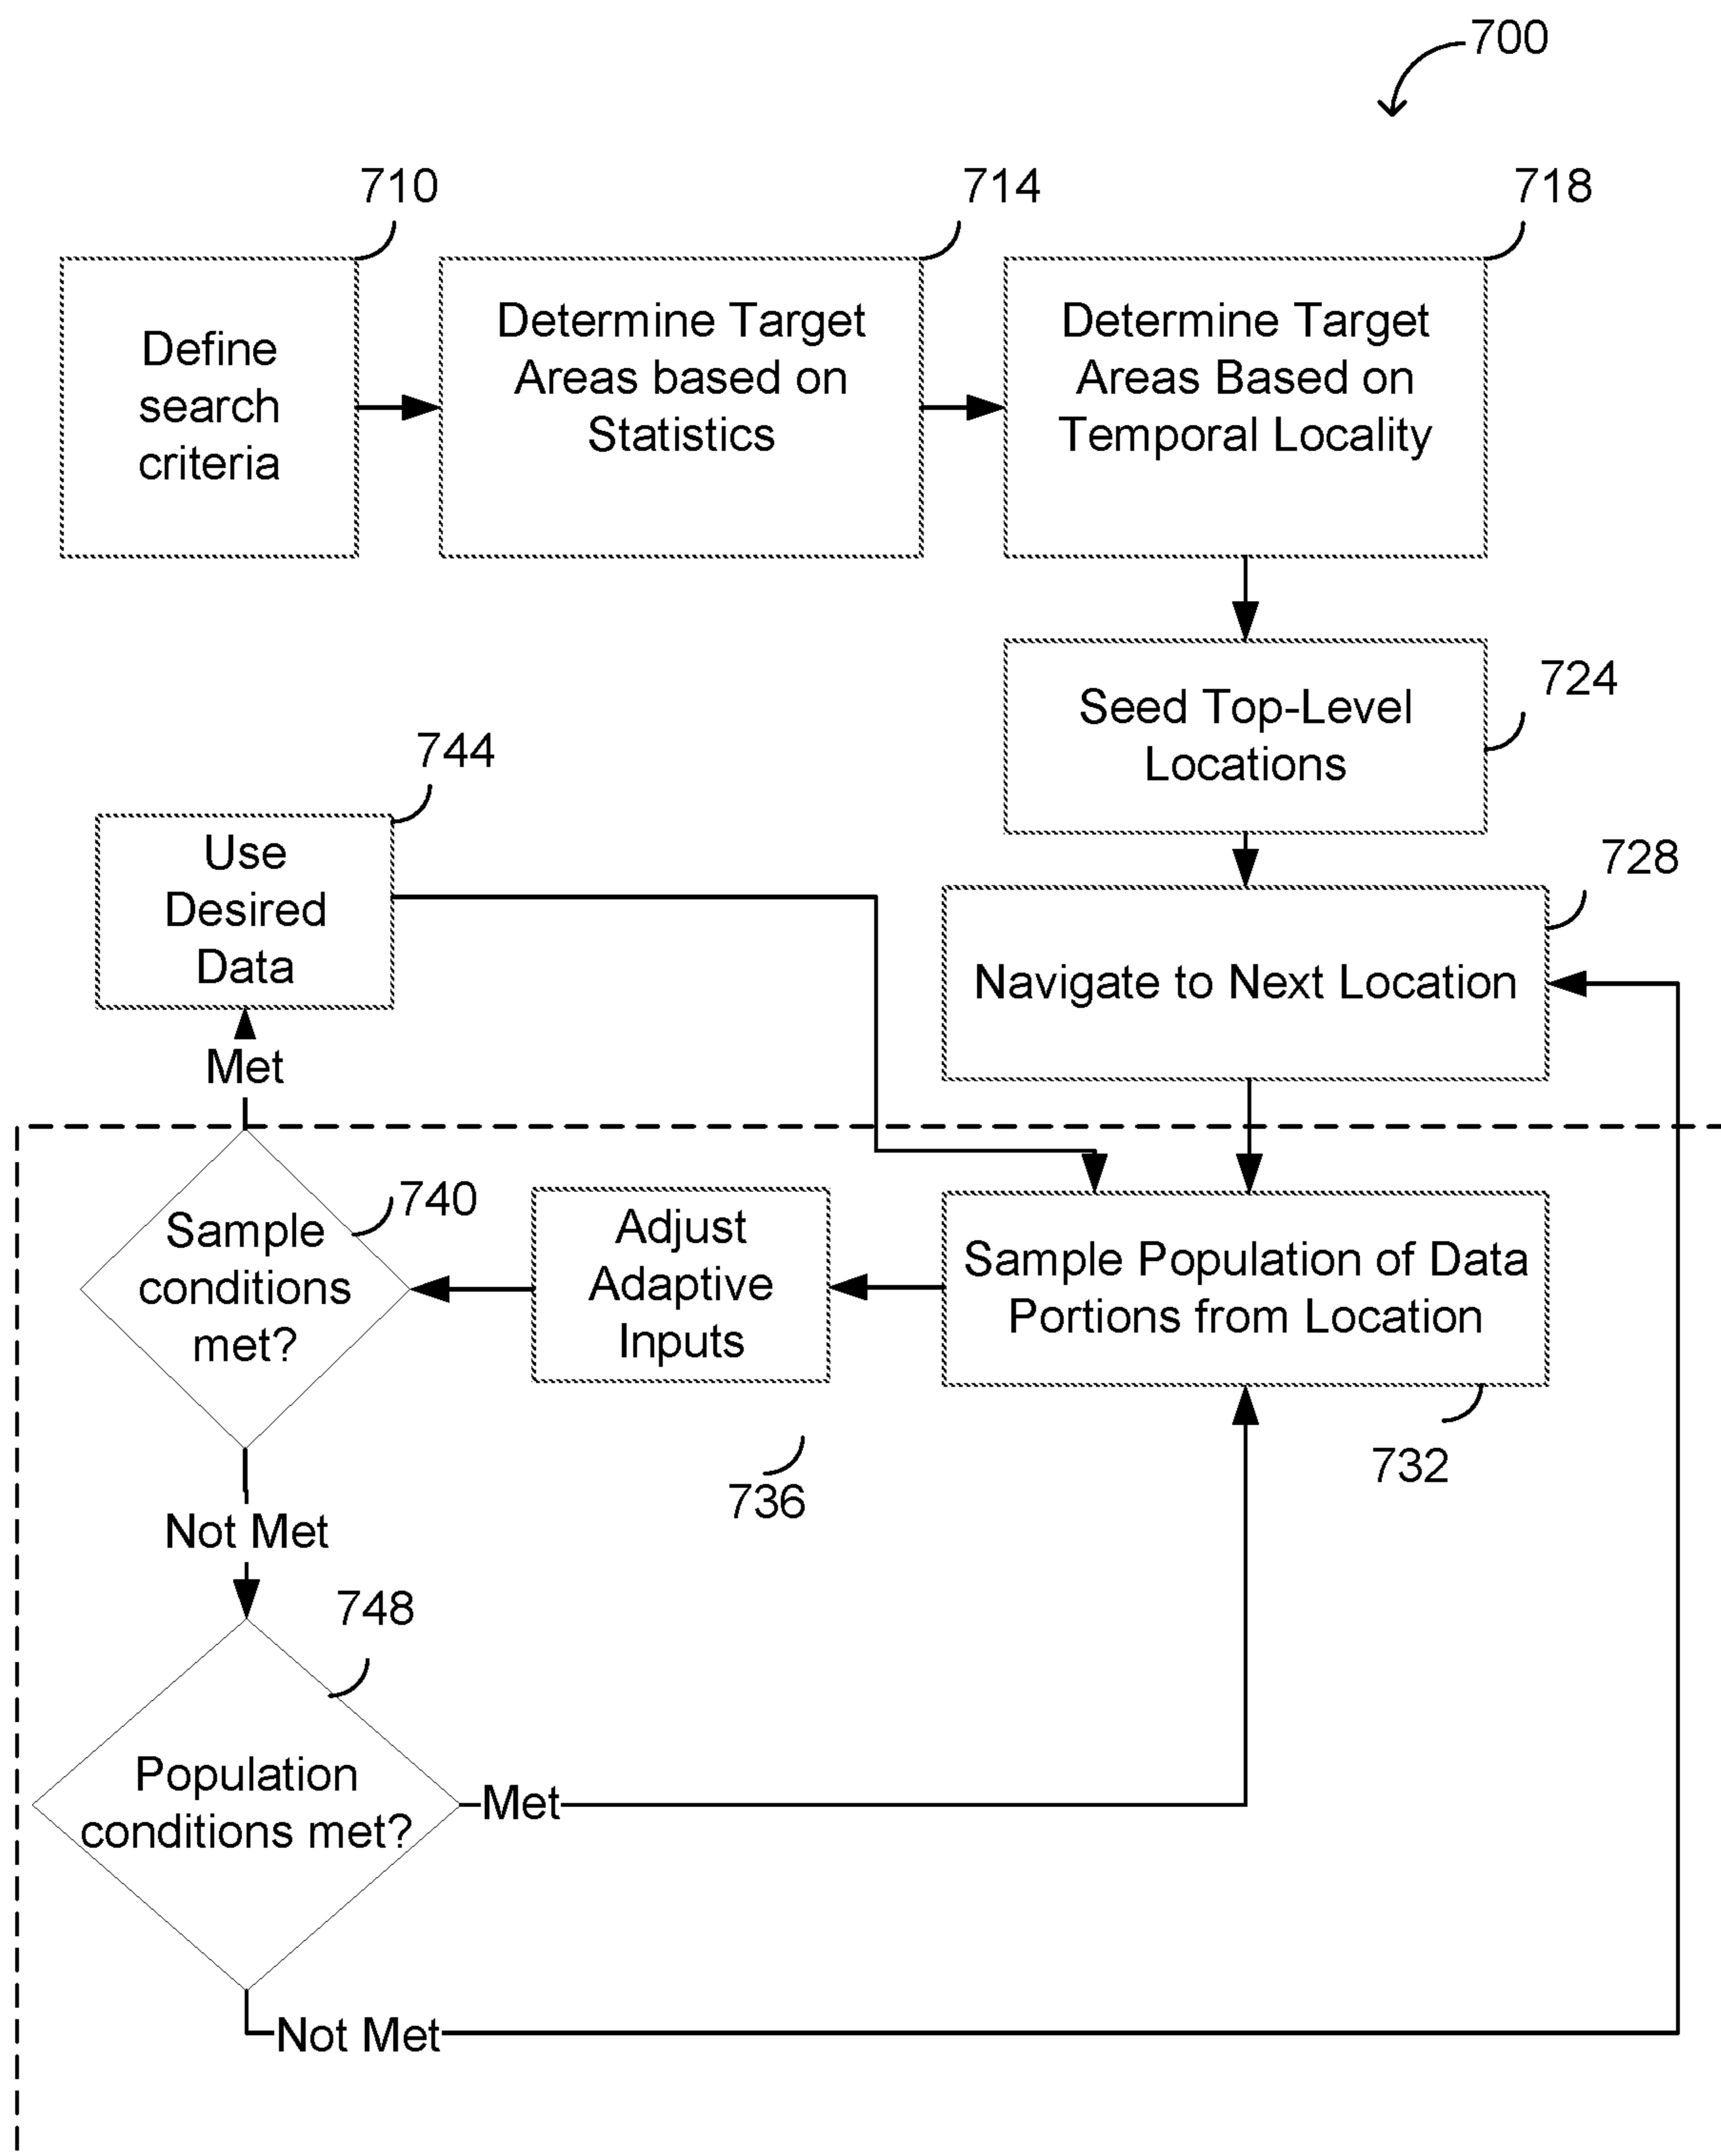 700
710
714
718
Define
search
criteria
Determine Target
Areas based on
Statistics
Determine Target
Areas Based on
Temporal Locality
724
Seed Top-Level
Locations
744
Use
Desired
Data
728
Navigate to Next Location
Met
740
Sample
conditions
met?
Adjust
Adaptive
Inputs
Sample Population of Data
Portions from Location
732
736
Not Met
748
Population
conditions met?
Met
Not Met